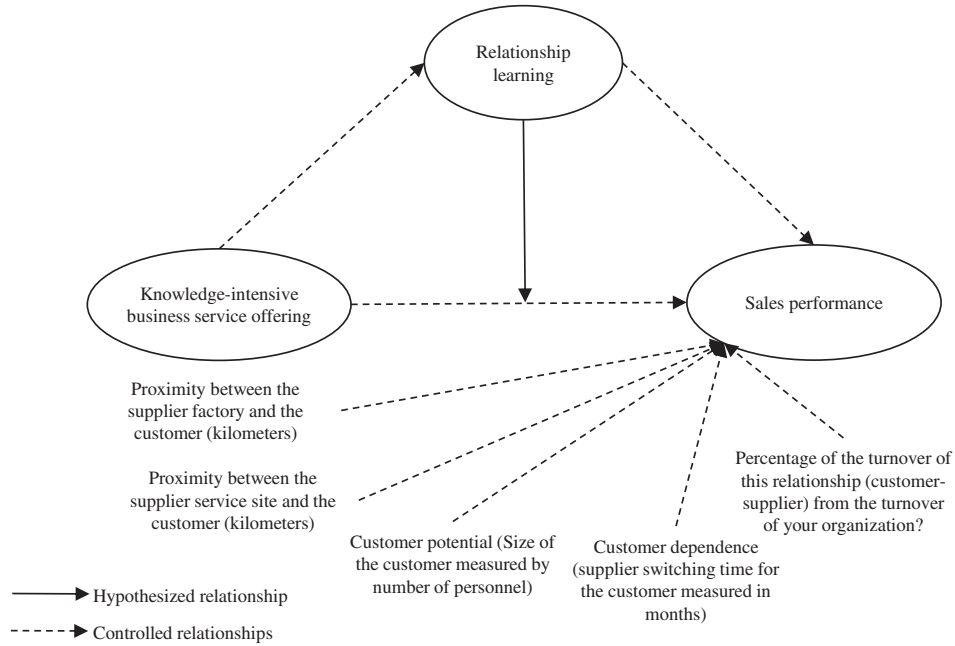 Relationship
learning
Knowledge-intensive
business service offering
Sales performance
Proximity between the
supplier factory and the
customer (kilometers)
Proximity between the
supplier service site and the
customer (kilometers)
Customer potential (Size of
the customer measured by
number of personnel)
Customer dependence
(supplier switching time for
the customer measured in
months)
Percentage of the turnover of
this relationship (customer-
supplier) from the turnover
of your organization?
Hypothesized relationship
Controlled relationships